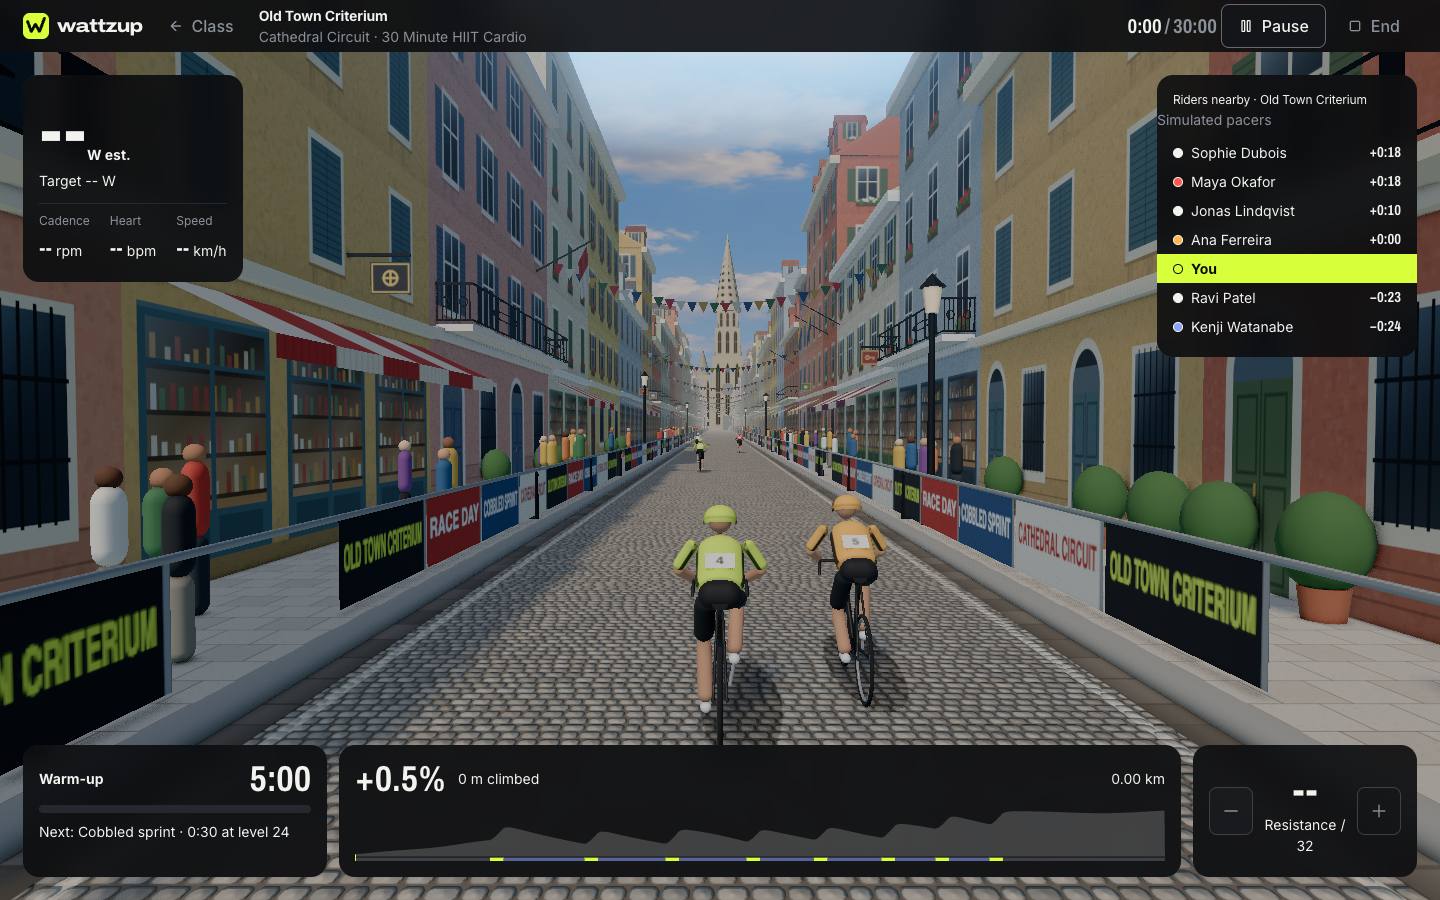 wattzup
Class
Old Town Criterium
Cathedral Circuit · 30 Minute HIIT Cardio
0:00 / 30:00
Pause
End
--
W est.
Target -- W
Cadence Heart Speed
-- rpm -- bpm -- km/h
Riders nearby · Old Town Criterium
Simulated pacers
Sophie Dubois +0:18
Maya Okafor +0:18
Jonas Lindqvist +0:10
Ana Ferreira +0:00
You
Ravi Patel −0:23
Kenji Watanabe −0:24
OLD TOWN CRITERIUM
RACE DAY
COBBLED SPRINT
RACE DAY
COBBLED SPRINT
CATHEDRAL CIRCUIT
OLD TOWN CRITERIUM
N CRITERIUM
4
5
Warm-up 5:00
Next: Cobbled sprint · 0:30 at level 24
+0.5% 0 m climbed 0.00 km
--
Resistance /
32